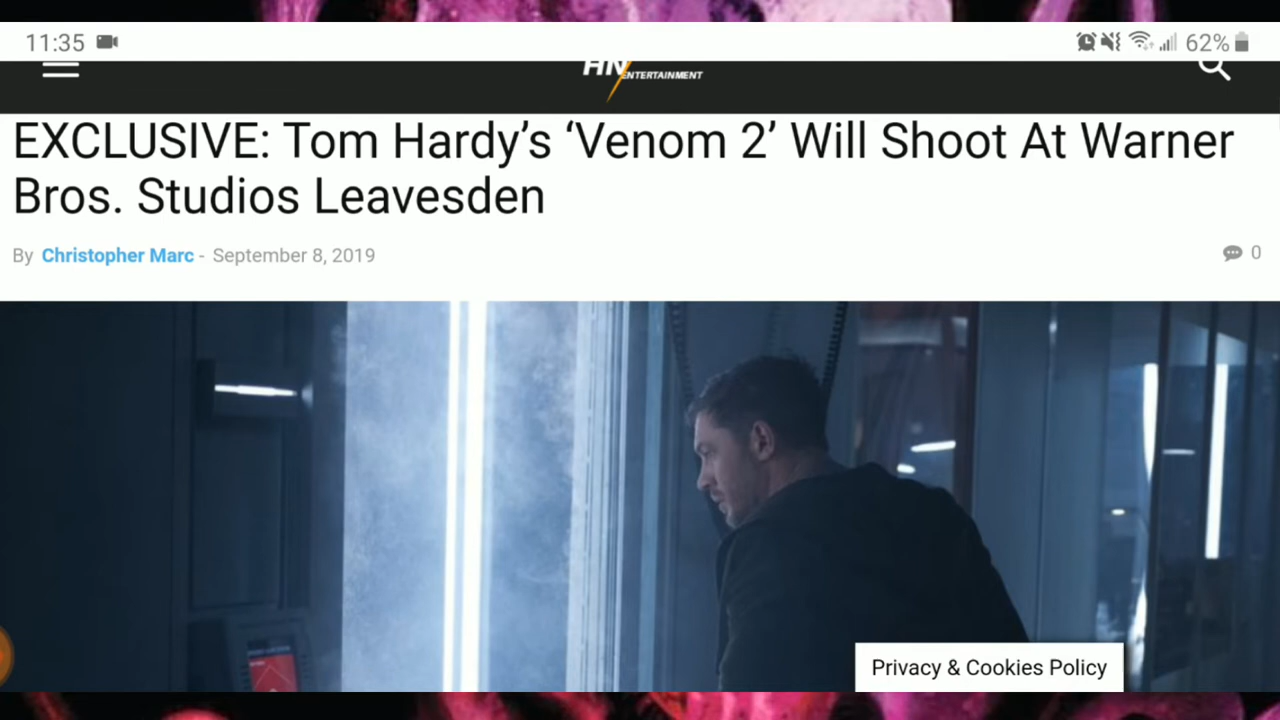 11:35
62%
HN ENTERTAINMENT
EXCLUSIVE: Tom Hardy’s ‘Venom 2’ Will Shoot At Warner
Bros. Studios Leavesden
By Christopher Marc - September 8, 2019
0
Privacy & Cookies Policy